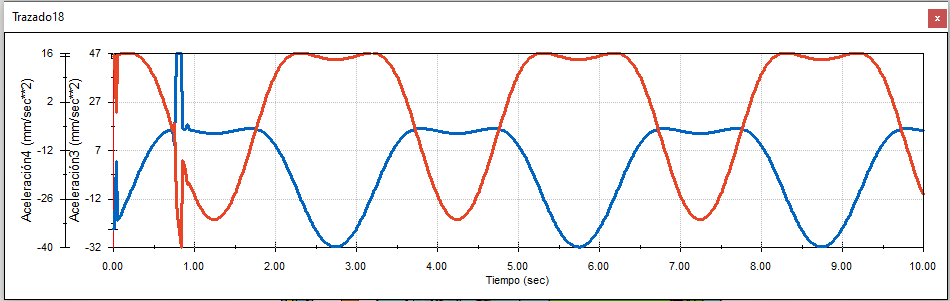 Trazado18
x
Aceleración4 (mm/sec**2)
16
2
-12
-26
-40
Aceleración3 (mm/sec**2)
47
27
7
-12
-32
0.00 1.00 2.00 3.00 4.00 5.00 6.00 7.00 8.00 9.00 10.00
Tiempo (sec)